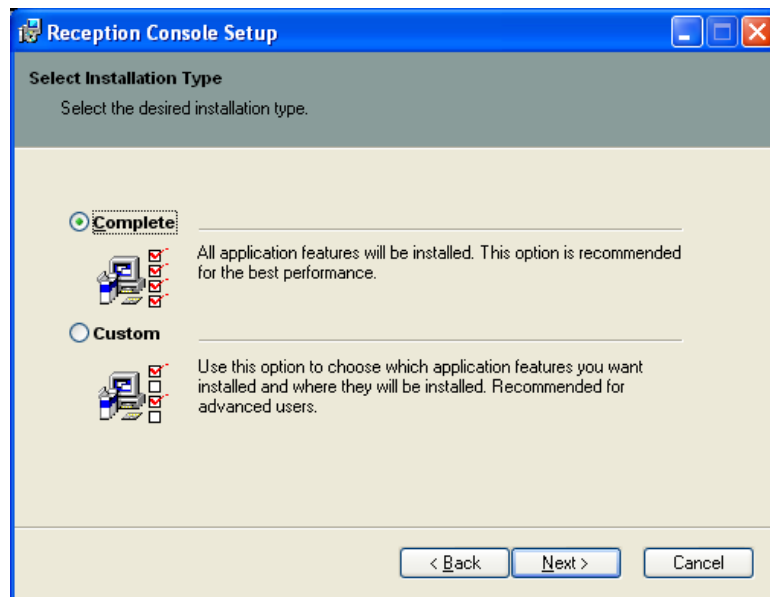 Reception Console Setup
Select Installation Type
Select the desired installation type.
Complete
All application features will be installed. This option is recommended
for the best performance.
Custom
Use this option to choose which application features you want
installed and where they will be installed. Recommended for
advanced users.
< Back
Next >
Cancel